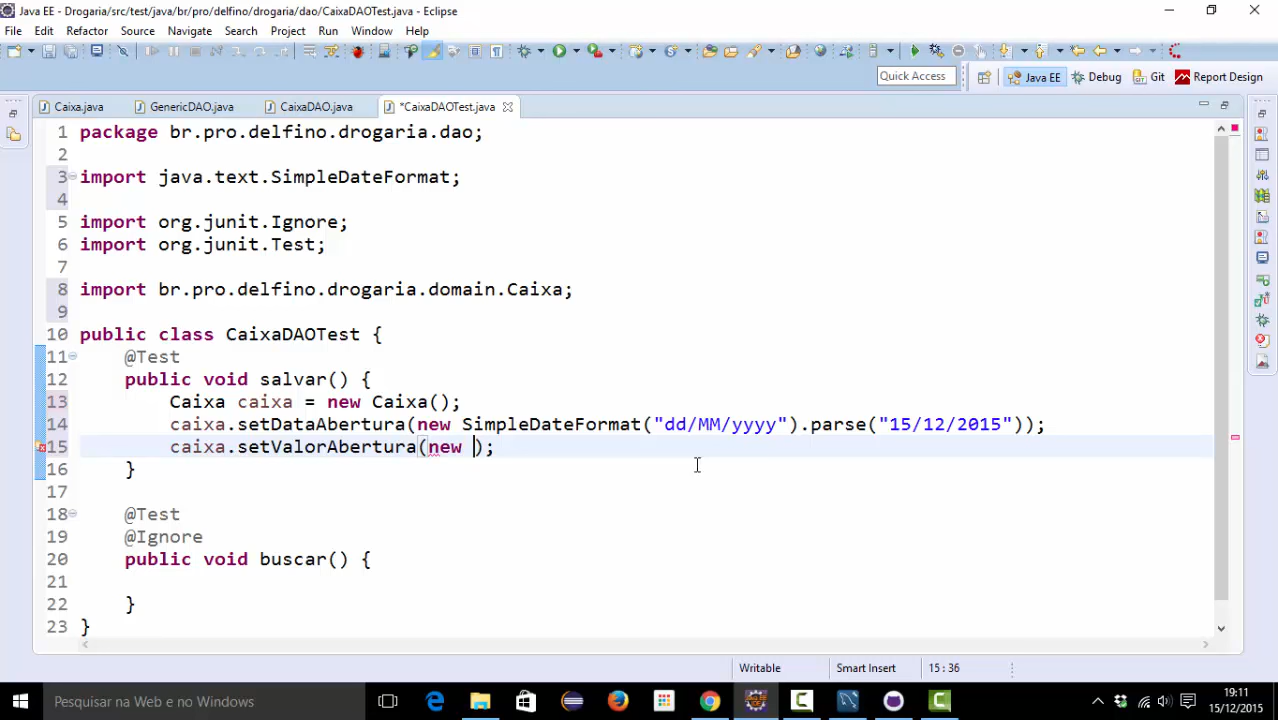 Java EE - Drogaria/src/test/java/br/pro/delfino/drogaria/dao/CaixaDAOTest.java - Eclipse
File Edit Refactor Source Navigate Search Project Run Window Help
Quick Access Java EE Debug Git Report Design
Caixa.java GenericDAO.java CaixaDAO.java *CaixaDAOTest.java
1 package br.pro.delfino.drogaria.dao;
2
3 import java.text.SimpleDateFormat;
4
5 import org.junit.Ignore;
6 import org.junit.Test;
7
8 import br.pro.delfino.drogaria.domain.Caixa;
9
10 public class CaixaDAOTest {
11 @Test
12 public void salvar() {
13 Caixa caixa = new Caixa();
14 caixa.setDataAbertura(new SimpleDateFormat("dd/MM/yyyy").parse("15/12/2015"));
15 caixa.setValorAbertura(new );
16 }
17
18 @Test
19 @Ignore
20 public void buscar() {
21
22 }
23 }
Writable Smart Insert 15 : 36
Pesquisar na Web e no Windows
19:11
15/12/2015